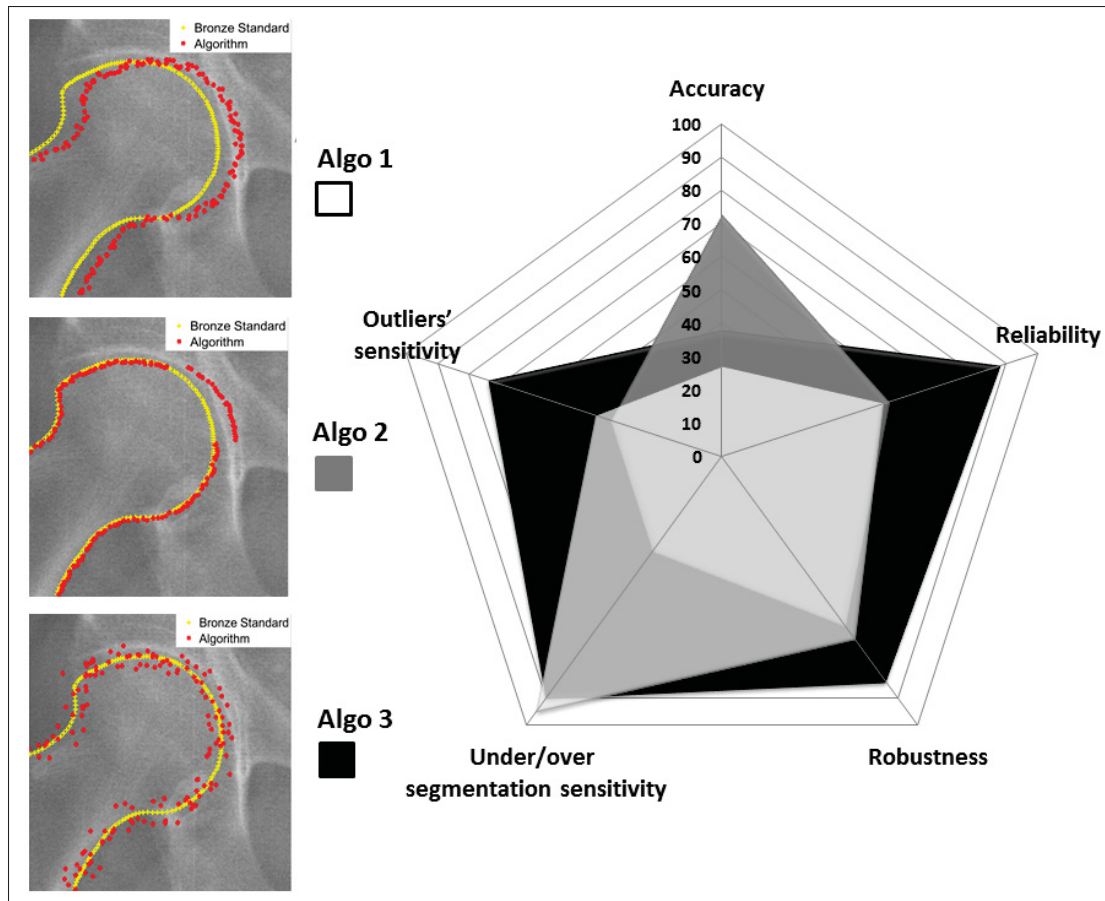 Bronze Standard
Algorithm
Algo 1
Bronze Standard
Algorithm
Algo 2
Bronze Standard
Algorithm
Algo 3
Accuracy
100
90
80
70
60
50
40
30
20
10
0
Outliers'
sensitivity
Reliability
Under/over
segmentation sensitivity
Robustness